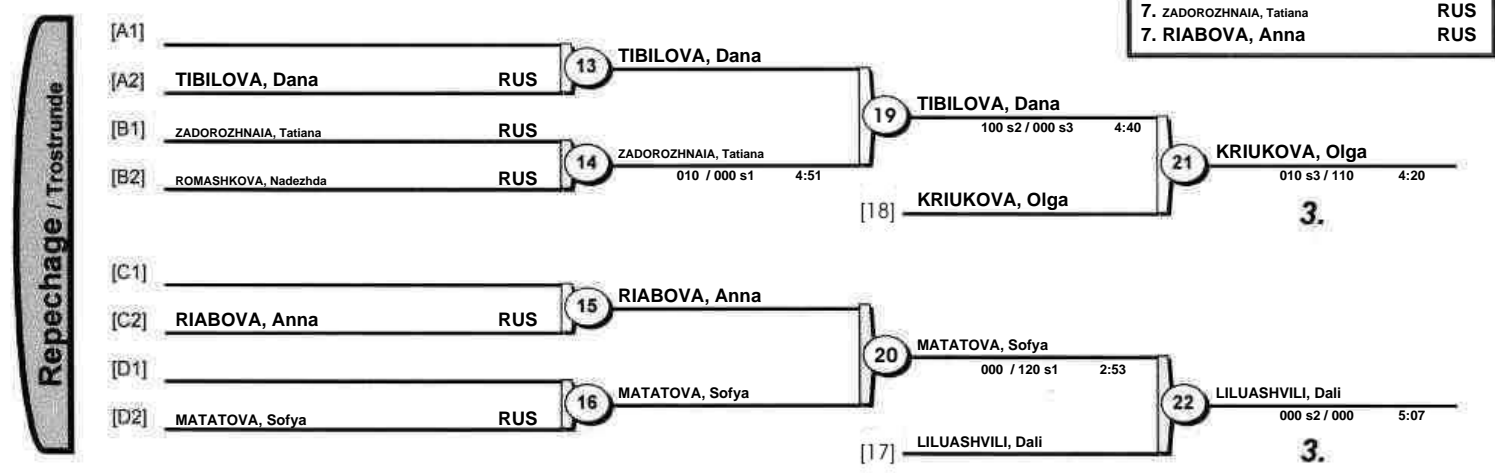 7. ZADOROZHNAIA, Tatiana RUS
7. RIABOVA, Anna RUS
Repechage / Trostrunde
[A1]
[A2] TIBILOVA, Dana RUS
13 TIBILOVA, Dana
[B1] ZADOROZHNAIA, Tatiana RUS
[B2] ROMASHKOVA, Nadezhda RUS
14 ZADOROZHNAIA, Tatiana
010 / 000 s1 4:51
19 TIBILOVA, Dana
100 s2 / 000 s3 4:40
[18] KRIUKOVA, Olga
21 KRIUKOVA, Olga
010 s3 / 110 4:20
3.
[C1]
[C2] RIABOVA, Anna RUS
15 RIABOVA, Anna
[D1]
[D2] MATATOVA, Sofya RUS
16 MATATOVA, Sofya
20 MATATOVA, Sofya
000 / 120 s1 2:53
[17] LILUASHVILI, Dali
22 LILUASHVILI, Dali
000 s2 / 000 5:07
3.